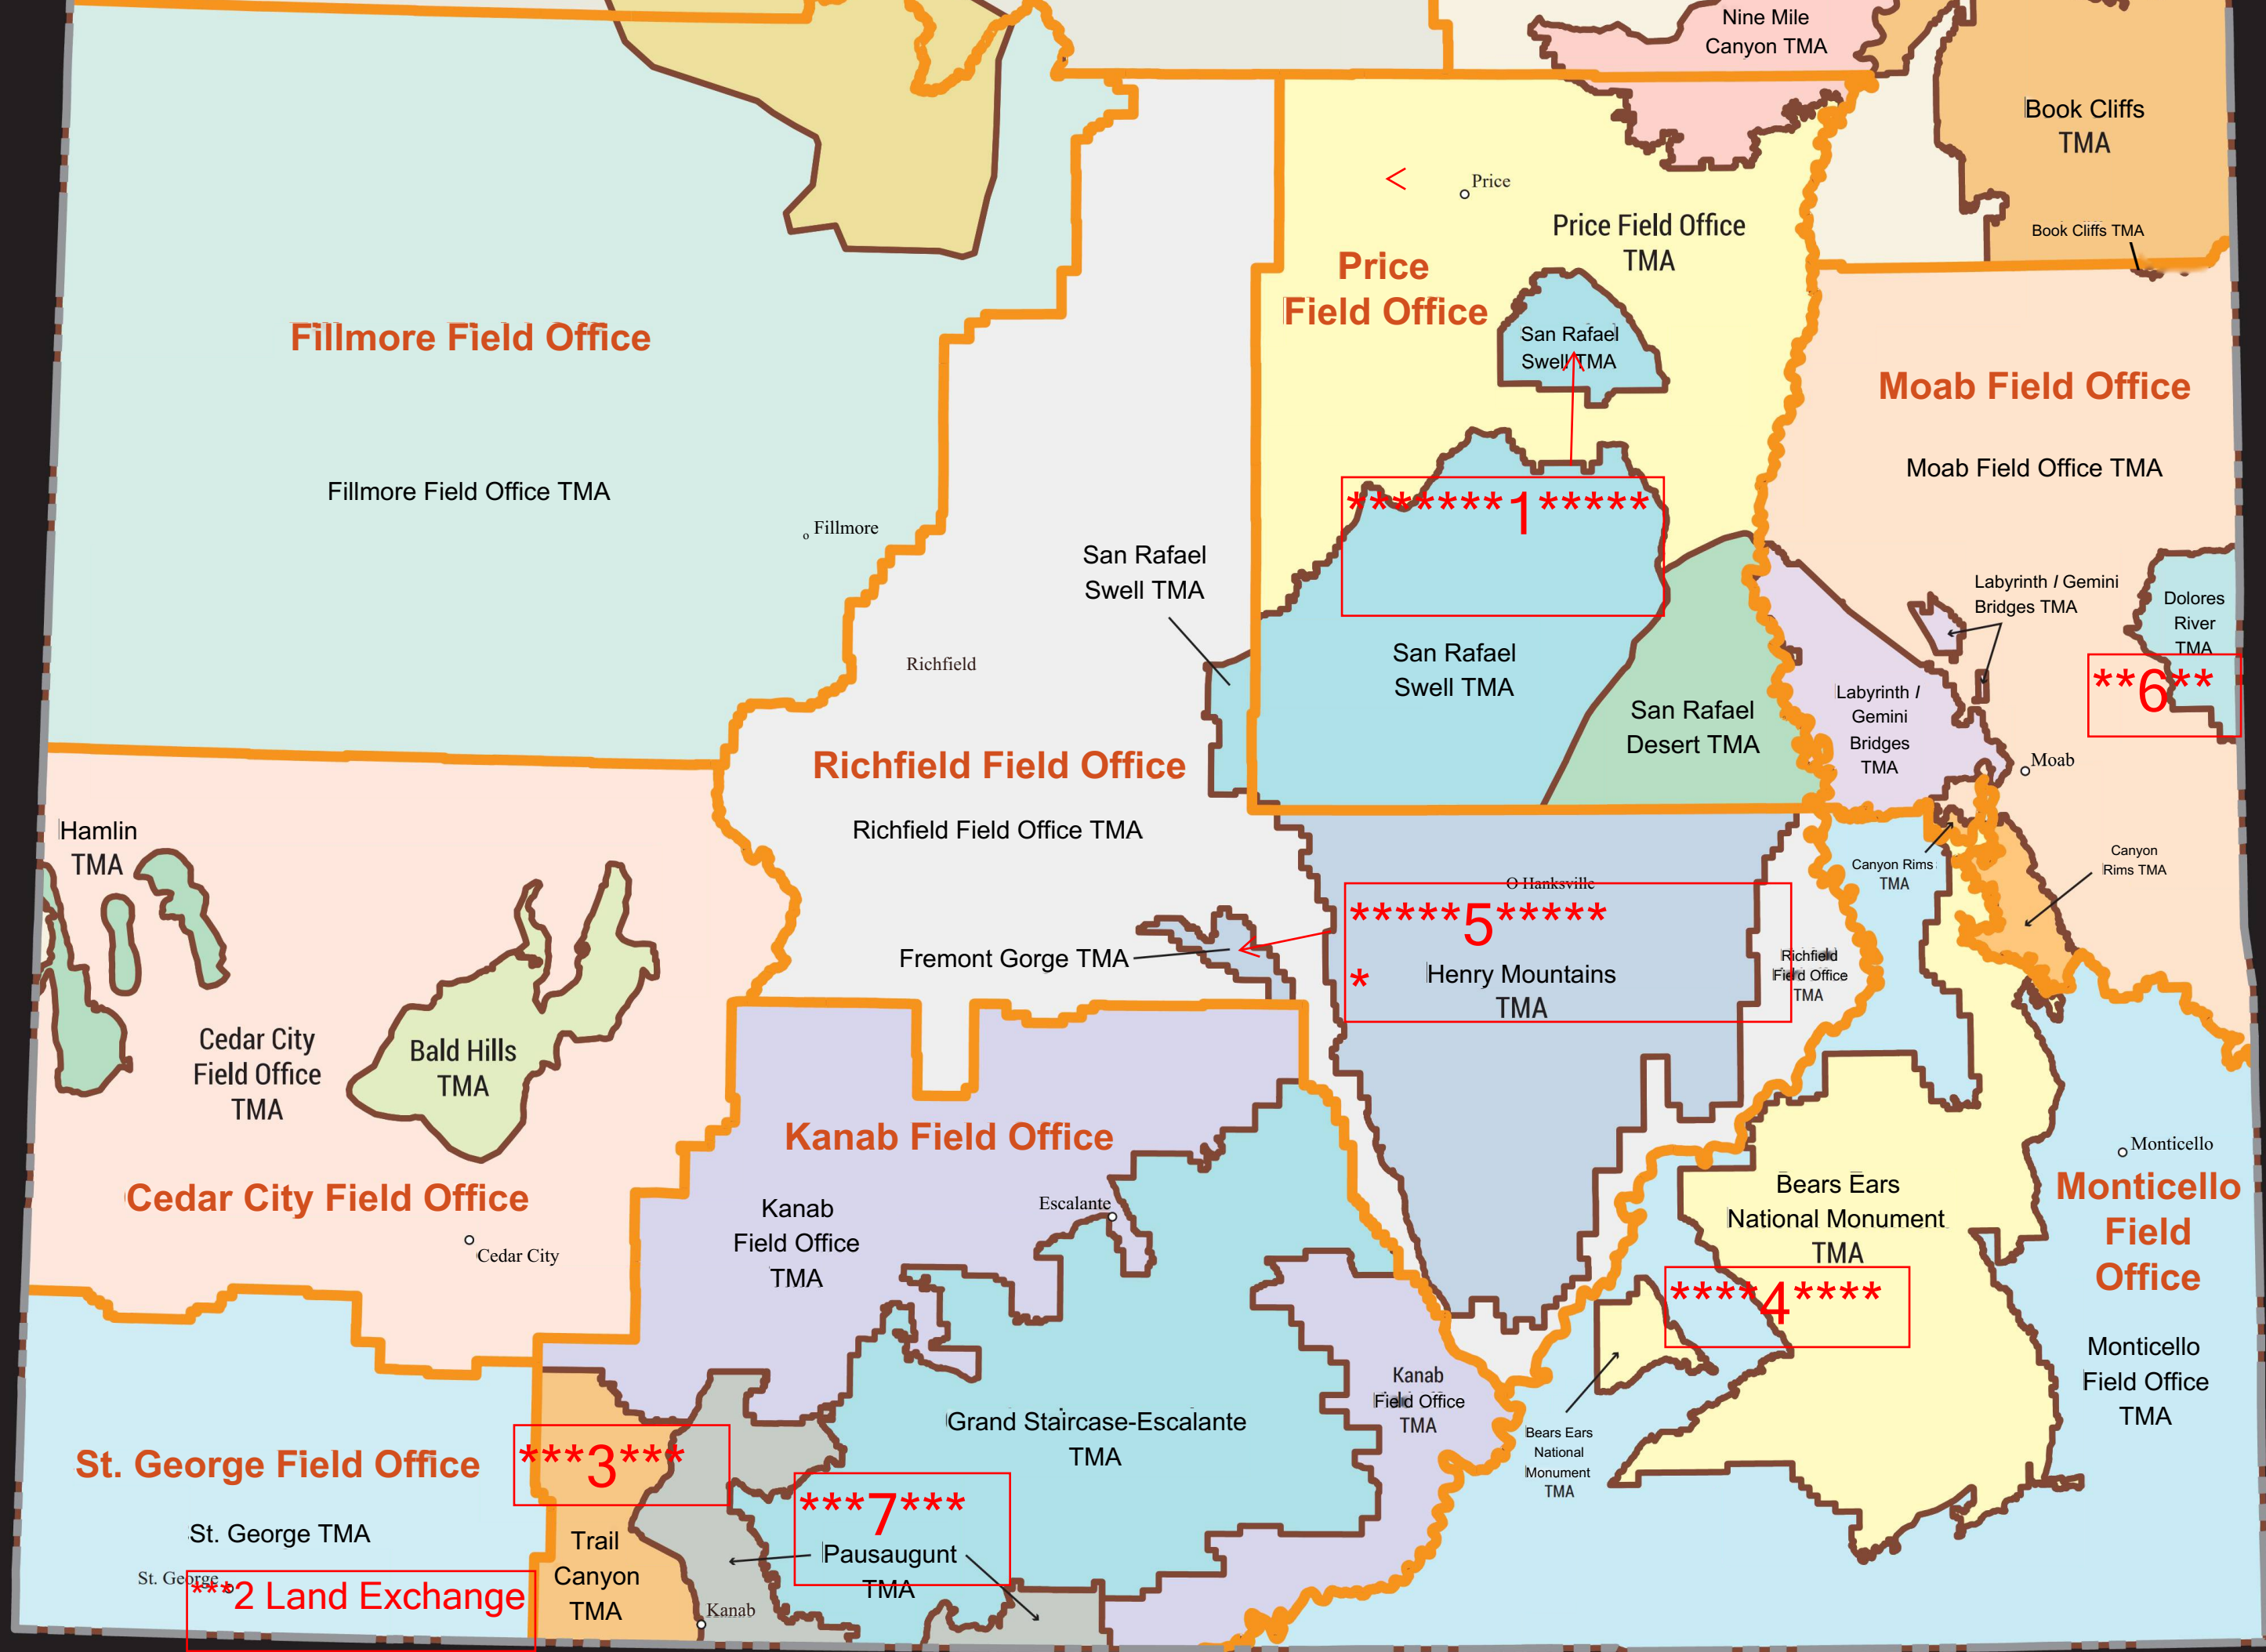 Nine Mile
Canyon TMA
Book Cliffs
TMA
Book Cliffs TMA
<
Price
Price Field Office
TMA
Price
Field Office
San Rafael
Swell TMA
Fillmore Field Office
Fillmore Field Office TMA
Fillmore
Moab Field Office
Moab Field Office TMA
*******1*****
San Rafael
Swell TMA
San Rafael
Swell TMA
San Rafael
Desert TMA
Labyrinth / Gemini
Bridges TMA
Dolores
River
TMA
**6**
Labyrinth /
Gemini
Bridges
TMA
Moab
Richfield
Richfield Field Office
Richfield Field Office TMA
Hamlin
TMA
Canyon Rims
TMA
Canyon
Rims TMA
O Hanksville
*****5*****
*
Henry Mountains
TMA
Fremont Gorge TMA
Richfield
Field Office
TMA
Cedar City
Field Office
TMA
Bald Hills
TMA
Cedar City Field Office
Cedar City
Kanab Field Office
Kanab
Field Office
TMA
Escalante
Monticello
Monticello
Field
Office
Monticello
Field Office
TMA
Bears Ears
National Monument
TMA
****4****
Bears Ears
National
Monument
TMA
Kanab
Field Office
TMA
Grand Staircase-Escalante
TMA
St. George Field Office
St. George TMA
St. George
***2 Land Exchange
***3***
Trail
Canyon
TMA
***7***
Pausaugunt
TMA
Kanab